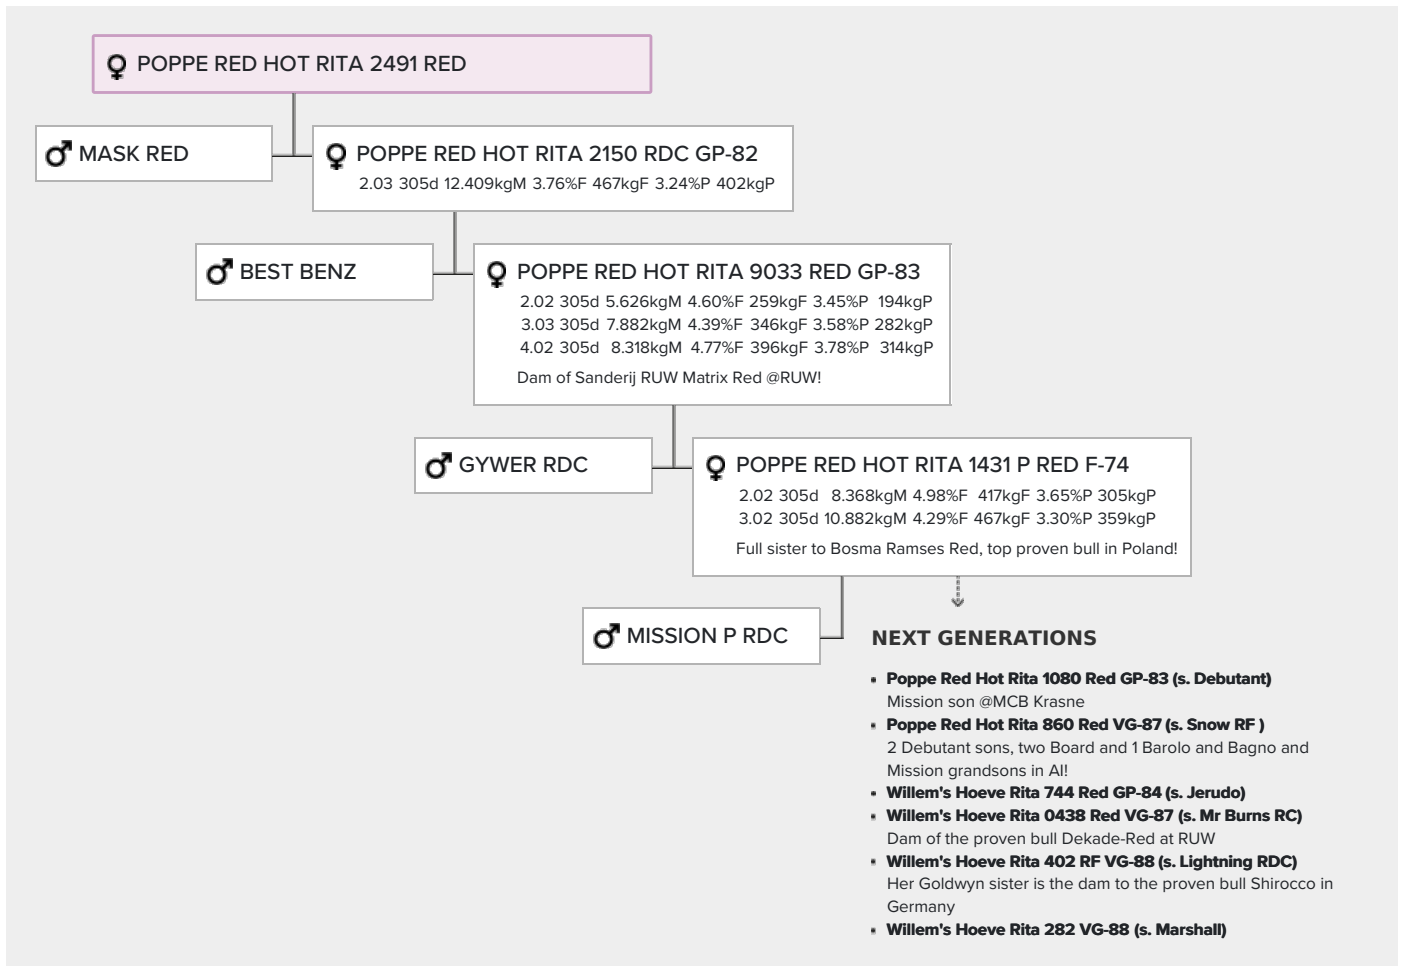 POPPE RED HOT RITA 2491 RED
MASK RED
POPPE RED HOT RITA 2150 RDC GP-82
2.03 305d 12.409kgM 3.76%F 467kgF 3.24%P 402kgP
BEST BENZ
POPPE RED HOT RITA 9033 RED GP-83
2.02 305d 5.626kgM 4.60%F 259kgF 3.45%P 194kgP
3.03 305d 7.882kgM 4.39%F 346kgF 3.58%P 282kgP
4.02 305d 8.318kgM 4.77%F 396kgF 3.78%P 314kgP
Dam of Sanderij RUW Matrix Red @RUW!
GYWER RDC
POPPE RED HOT RITA 1431 P RED F-74
2.02 305d 8.368kgM 4.98%F 417kgF 3.65%P 305kgP
3.02 305d 10.882kgM 4.29%F 467kgF 3.30%P 359kgP
Full sister to Bosma Ramses Red, top proven bull in Poland!
MISSION P RDC
NEXT GENERATIONS
Poppe Red Hot Rita 1080 Red GP-83 (s. Debutant)
Mission son @MCB Krasne
Poppe Red Hot Rita 860 Red VG-87 (s. Snow RF )
2 Debutant sons, two Board and 1 Barolo and Bagno and
Mission grandsons in AI!
Willem's Hoeve Rita 744 Red GP-84 (s. Jerudo)
Willem's Hoeve Rita 0438 Red VG-87 (s. Mr Burns RC)
Dam of the proven bull Dekade-Red at RUW
Willem's Hoeve Rita 402 RF VG-88 (s. Lightning RDC)
Her Goldwyn sister is the dam to the proven bull Shirocco in
Germany
Willem's Hoeve Rita 282 VG-88 (s. Marshall)